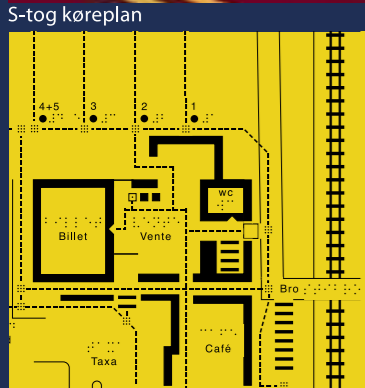 S-tog køreplan
4+5 3 2 1
wc
Billet Vente
Bro
Taxa Café